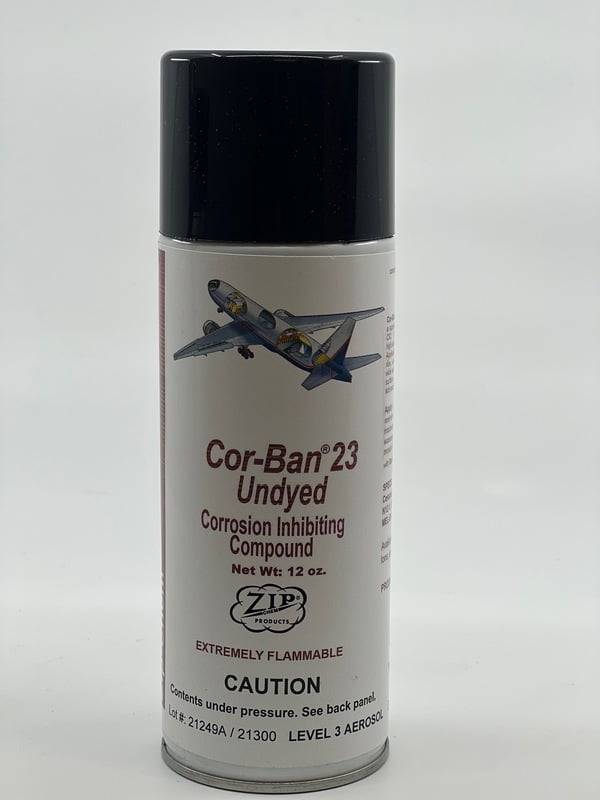 Cor-Ban® 23
Undyed
Corrosion Inhibiting
Compound
Net Wt: 12 oz.
ZIP®
CHEM
PRODUCTS
EXTREMELY FLAMMABLE
CAUTION
Contents under pressure. See back panel.
Lot #: 21249A / 21300 LEVEL 3 AEROSOL